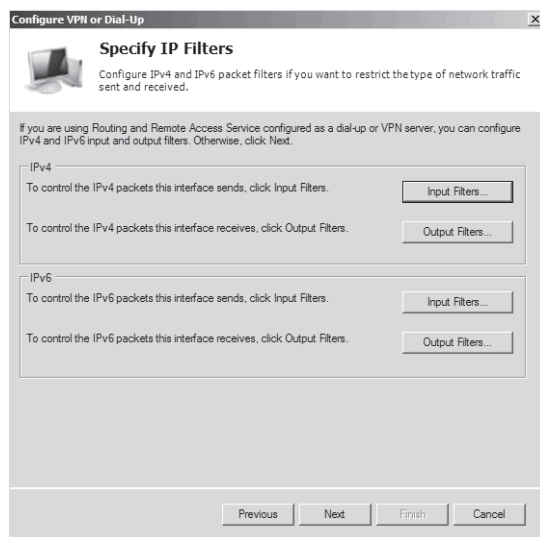 Configure VPN or Dial-Up
X
Specify IP Filters
Configure IPv4 and IPv6 packet filters if you want to restrict the type of network traffic
sent and received.
If you are using Routing and Remote Access Service configured as a dial-up or VPN server, you can configure
IPv4 and IPv6 input and output filters. Otherwise, click Next.
IPv4
To control the IPv4 packets this interface sends, click Input Filters.
Input Filters...
To control the IPv4 packets this interface receives, click Output Filters.
Output Filters...
IPv6
To control the IPv6 packets this interface sends, click Input Filters.
Input Filters...
To control the IPv6 packets this interface receives, click Output Filters.
Output Filters...
Previous
Next
Finish
Cancel